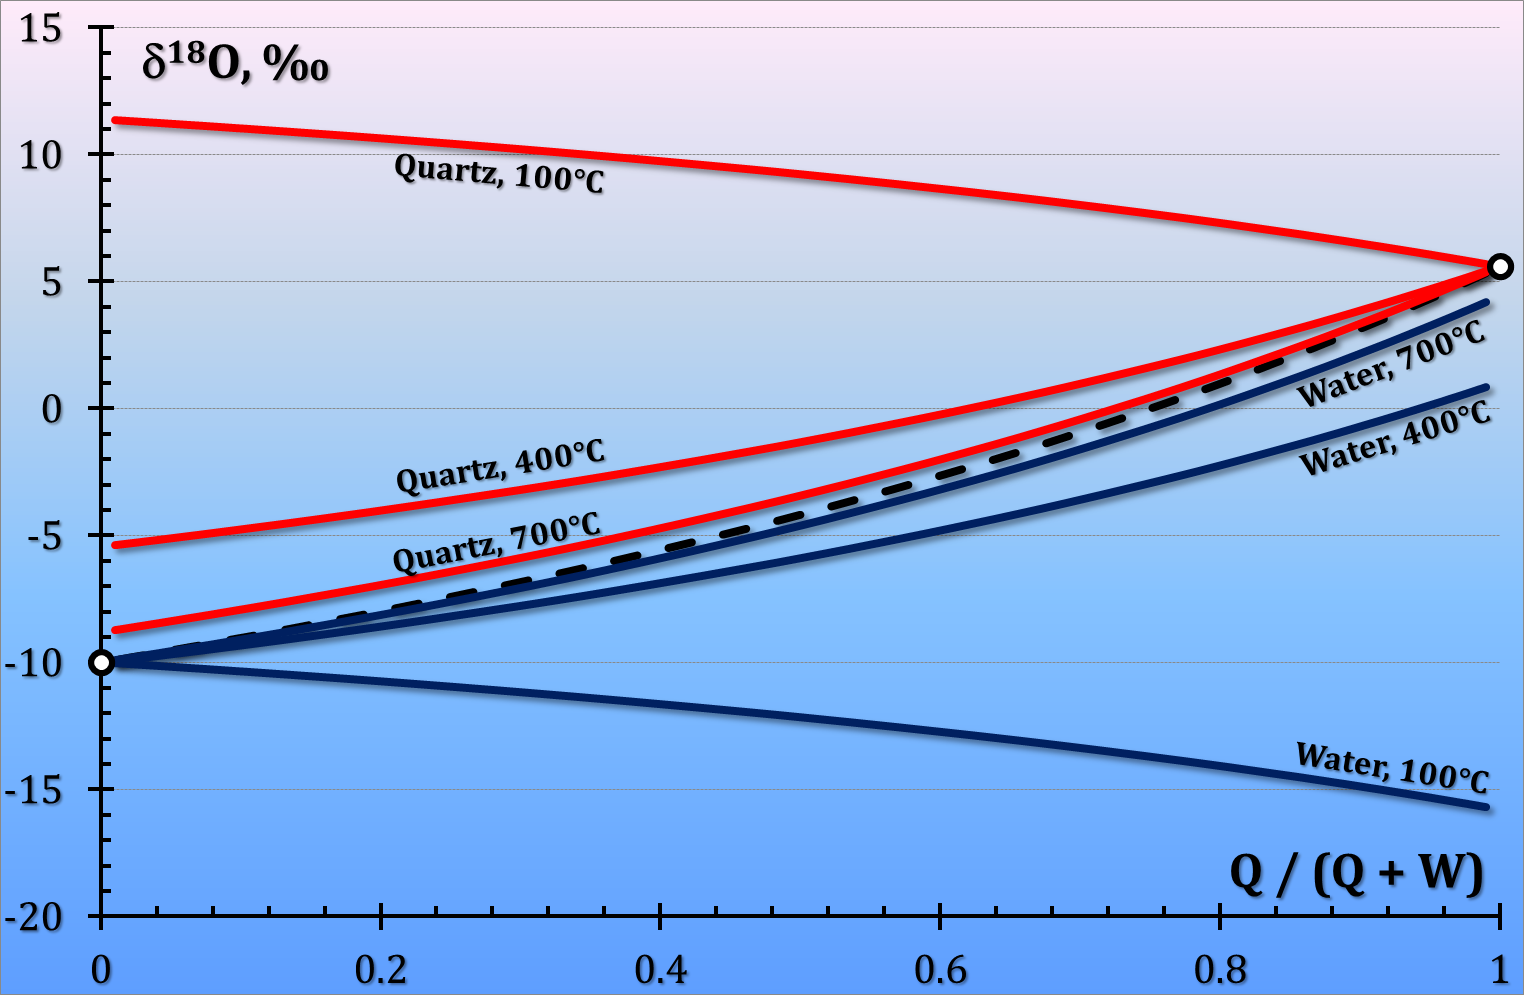 15
δ¹⁸O, ‰
10
Quartz, 100°C
5
Water, 700°C
0
Water, 400°C
Quartz, 400°C
Quartz, 700°C
-5
-10
Water, 100°C
-15
Q / (Q + W)
-20
0 0.2 0.4 0.6 0.8 1